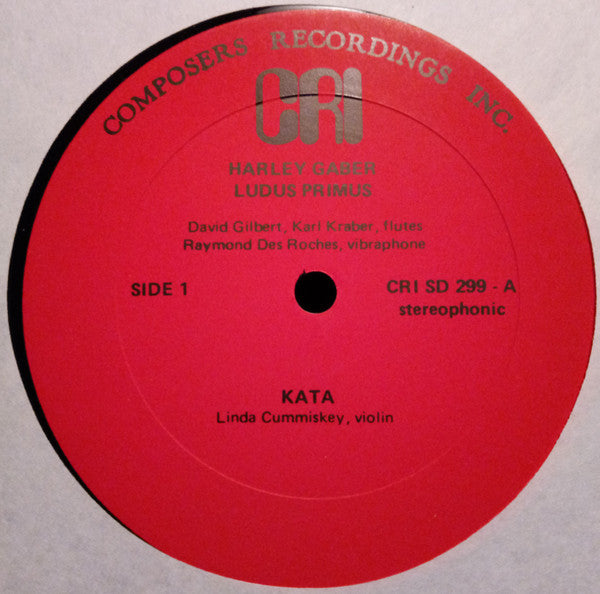 COMPOSERS RECORDINGS INC.
CRI
HARLEY GABER
LUDUS PRIMUS
David Gilbert, Karl Kraber, flutes
Raymond Des Roches, vibraphone
SIDE 1
CRI SD 299 - A
stereophonic
KATA
Linda Cummiskey, violin